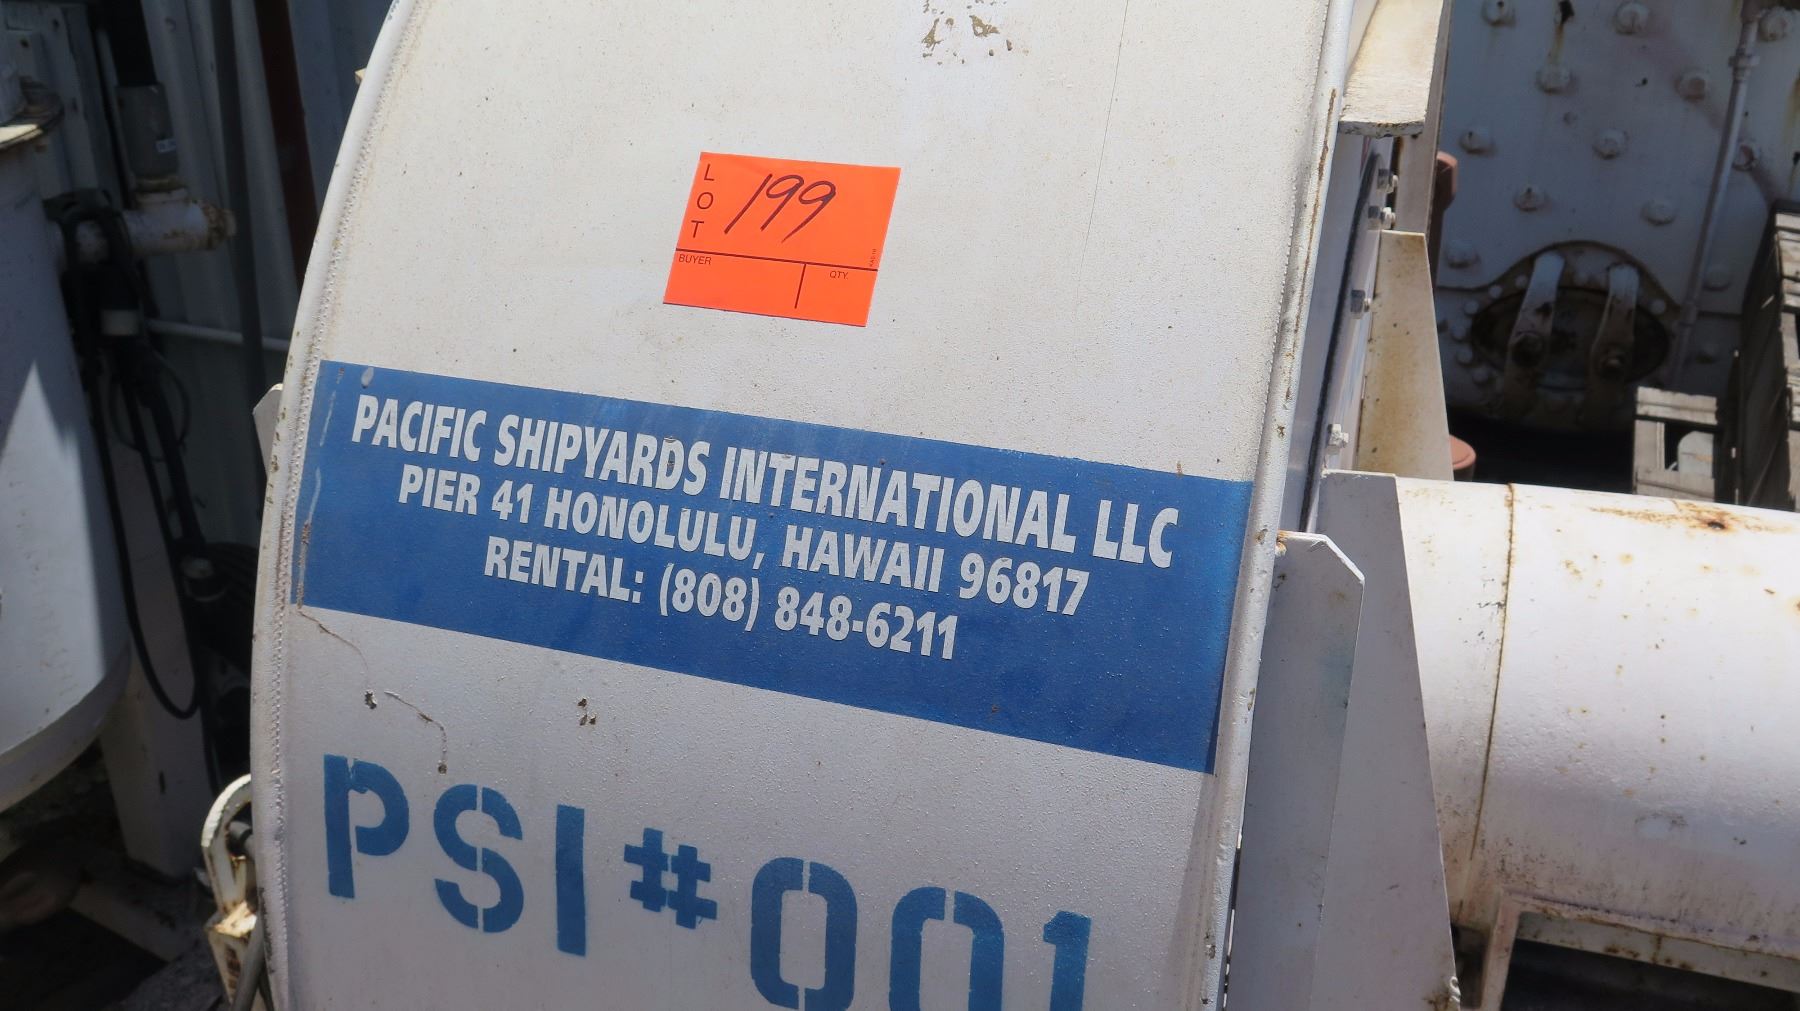 LOT 199
BUYER
QTY.
PACIFIC SHIPYARDS INTERNATIONAL LLC
PIER 41 HONOLULU, HAWAII 96817
RENTAL: (808) 848-6211
PSI#001